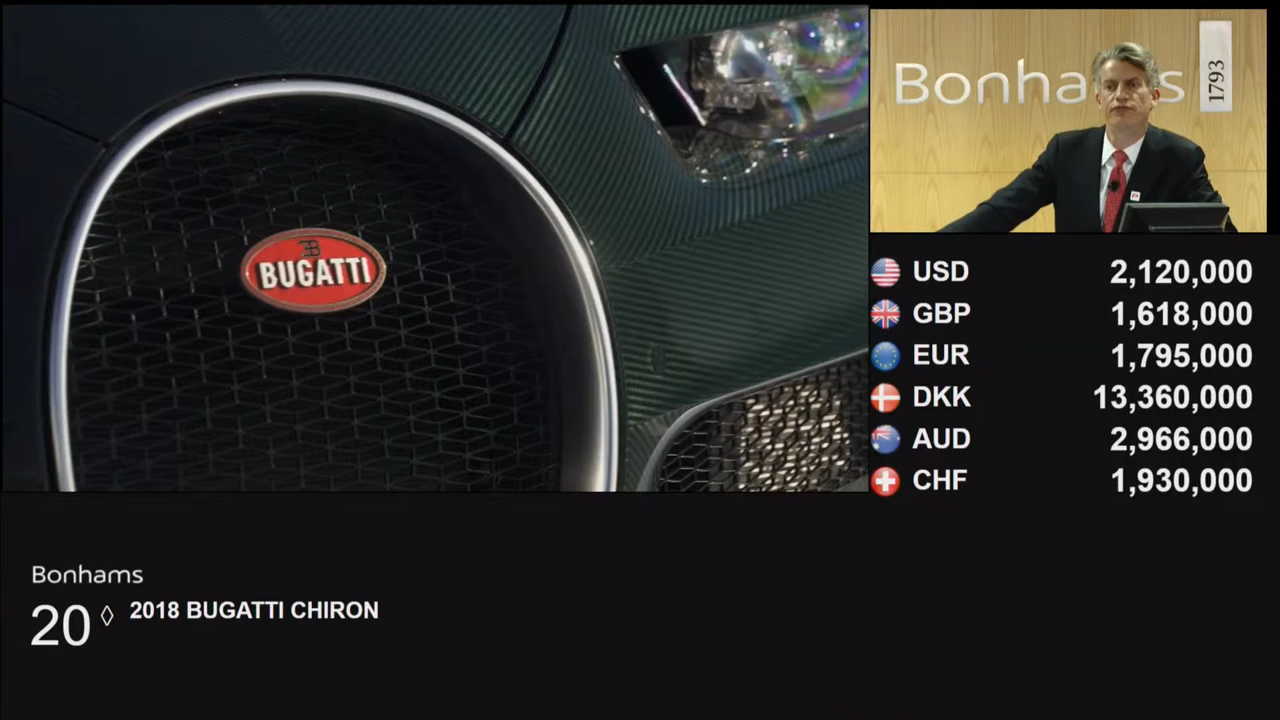 BUGATTI
Bonhams
1793
USD 2,120,000
GBP 1,618,000
EUR 1,795,000
DKK 13,360,000
AUD 2,966,000
CHF 1,930,000
Bonhams
20 ◊ 2018 BUGATTI CHIRON